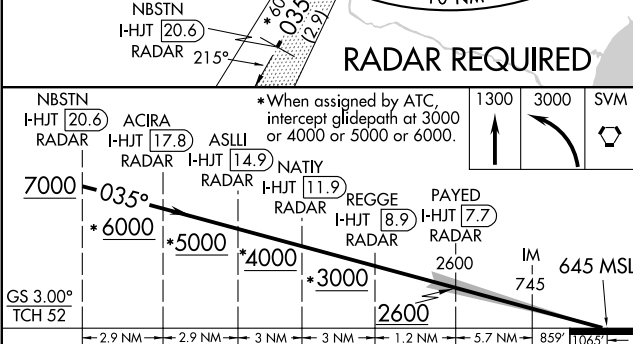 NBSTN
I-HJT 20.6
RADAR
215°
*60
035°
(2.9)
10 NM
RADAR REQUIRED
NBSTN
I-HJT 20.6
RADAR
ACIRA
I-HJT 17.8
RADAR
ASLLI
I-HJT 14.9
RADAR
NATIY
I-HJT 11.9
RADAR
REGGE
I-HJT 8.9
RADAR
PAYED
I-HJT 7.7
RADAR
2600
IM
745
645 MSL
*When assigned by ATC,
intercept glidepath at 3000
or 4000 or 5000 or 6000.
1300
3000
SVM
7000
035°
*6000
*5000
*4000
*3000
2600
GS 3.00°
TCH 52
2.9 NM
2.9 NM
3 NM
3 NM
1.2 NM
5.7 NM
859'
1065'